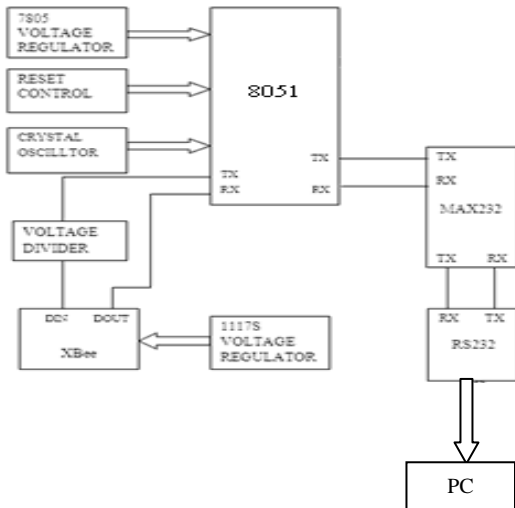 7805
VOLTAGE
REGULATOR
RESET
CONTROL
CRYSTAL
OSCILLTOR
8051
TX
RX
TX
RX
TX
RX
MAX232
TX RX
VOLTAGE
DIVIDER
DIN DOUT
XBee
1117S
VOLTAGE
REGULATOR
RX TX
RS232
PC